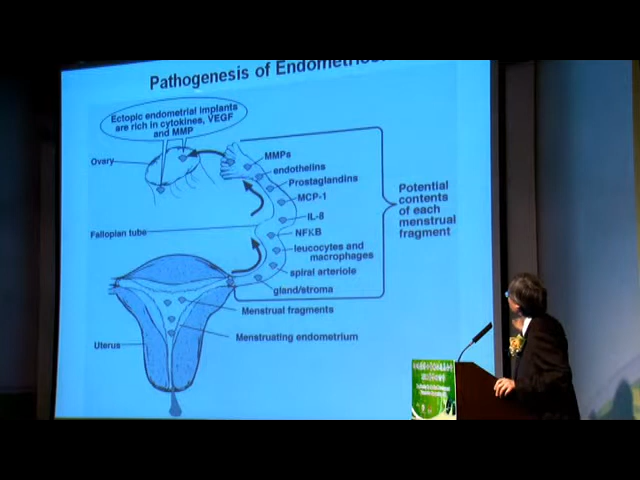 Pathogenesis of Endometrios
Ectopic endometrial implants
are rich in cytokines, VEGF
and MMP
Ovary
MMPs
endothelins
Prostaglandins
MCP-1
IL-8
Fallopian tube
NFKB
leucocytes and
macrophages
spiral arteriole
gland/stroma
Potential
contents
of each
menstrual
fragment
Menstrual fragments
Menstruating endometrium
Uterus